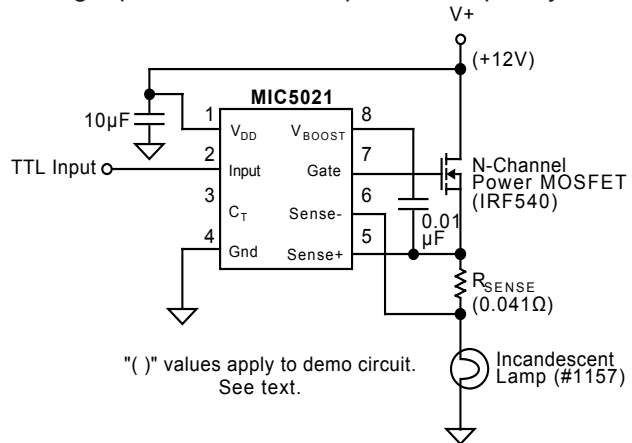 V+
(+12V)
MIC5021
10µF
1
V_DD
V_BOOST
8
TTL Input
2
Input
Gate
7
N-Channel
Power MOSFET
(IRF540)
3
C_T
Sense-
6
0.01
µF
4
Gnd
Sense+
5
R_SENSE
(0.041Ω)
"( )" values apply to demo circuit.
See text.
Incandescent
Lamp (#1157)